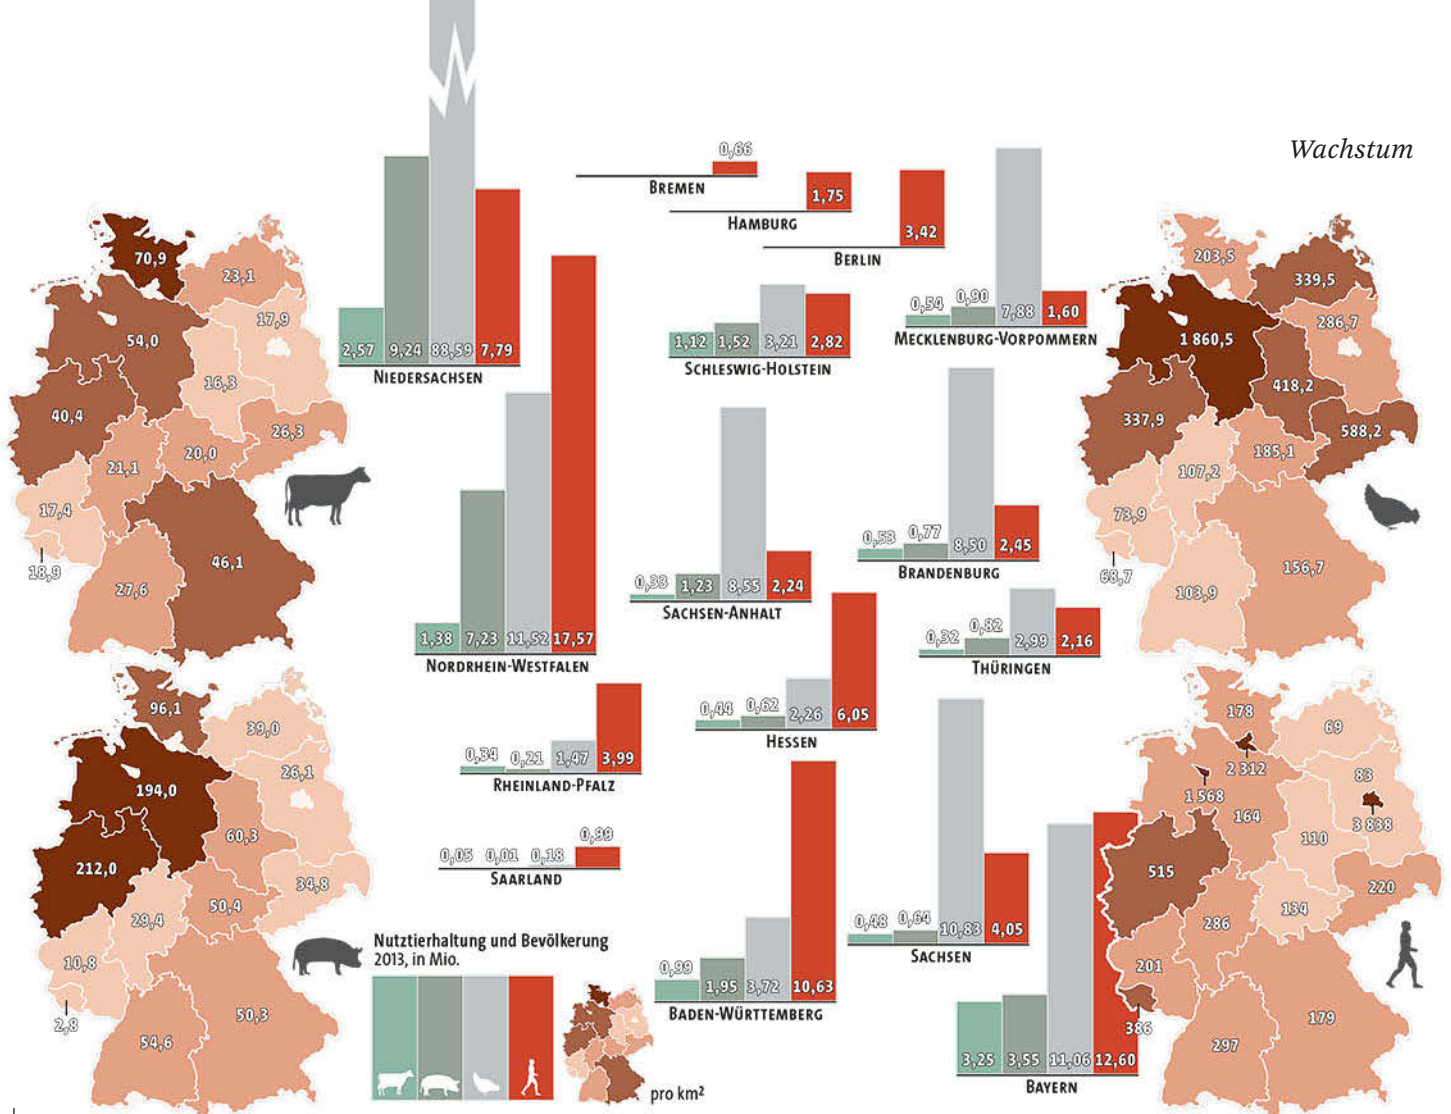 Wachstum
0,66
BREMEN
1,75
HAMBURG
3,42
BERLIN
2,57 9,24 88,59 7,79
NIEDERSACHSEN
1,12 1,52 3,21 2,82
SCHLESWIG-HOLSTEIN
0,54 0,90 7,88 1,60
MECKLENBURG-VORPOMMERN
1,38 7,23 11,52 17,57
NORDRHEIN-WESTFALEN
0,33 1,23 8,55 2,24
SACHSEN-ANHALT
0,53 0,77 8,50 2,45
BRANDENBURG
0,32 0,82 2,99 2,16
THÜRINGEN
0,44 0,62 2,26 6,05
HESSEN
0,34 0,21 1,47 3,99
RHEINLAND-PFALZ
0,05 0,01 0,18 0,99
SAARLAND
0,99 1,95 3,72 10,63
BADEN-WÜRTTEMBERG
0,48 0,64 10,83 4,05
SACHSEN
3,25 3,55 11,06 12,60
BAYERN
Nutztierhaltung und Bevölkerung
2013, in Mio.
pro km²
70,9
23,1
17,9
54,0
16,3
40,4
26,3
20,0
21,1
17,4
18,9
46,1
27,6
203,5
339,5
286,7
1 860,5
418,2
337,9
588,2
185,1
107,2
73,9
68,7
156,7
103,9
96,1
39,0
26,1
194,0
60,3
212,0
34,8
50,4
29,4
10,8
2,8
50,3
54,6
178
69
2 312
83
1 568
164
3 838
110
515
220
134
286
201
386
179
297